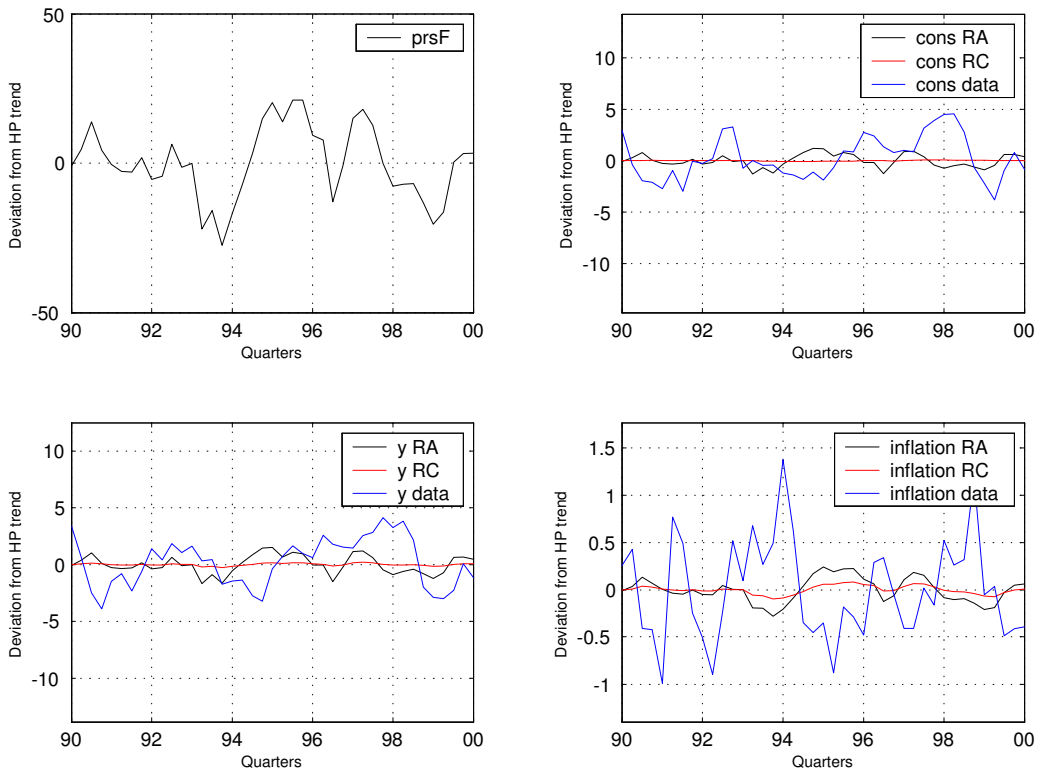 50
0
-50
Deviation from HP trend
prsF
90 92 94 96 98 00
Quarters
10
5
0
-5
-10
Deviation from HP trend
cons RA
cons RC
cons data
90 92 94 96 98 00
Quarters
10
5
0
-5
-10
Deviation from HP trend
y RA
y RC
y data
90 92 94 96 98 00
Quarters
1.5
1
0.5
0
-0.5
-1
Deviation from HP trend
inflation RA
inflation RC
inflation data
90 92 94 96 98 00
Quarters